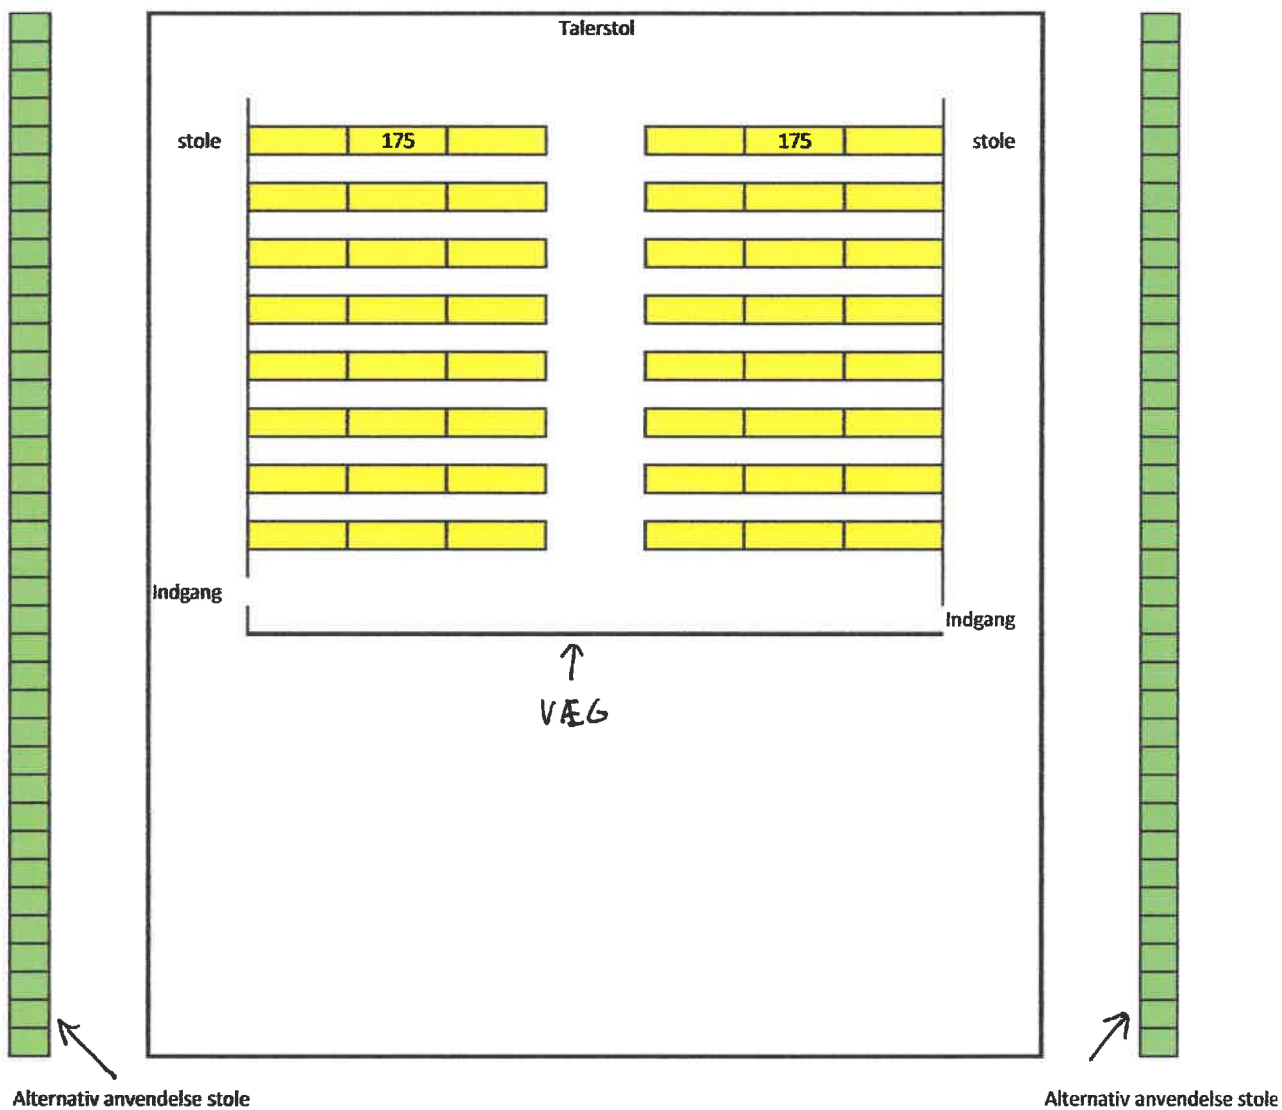 Talerstol
stole 175 175 stole
Indgang
Indgang
VÆG
Alternativ anvendelse stole Alternativ anvendelse stole